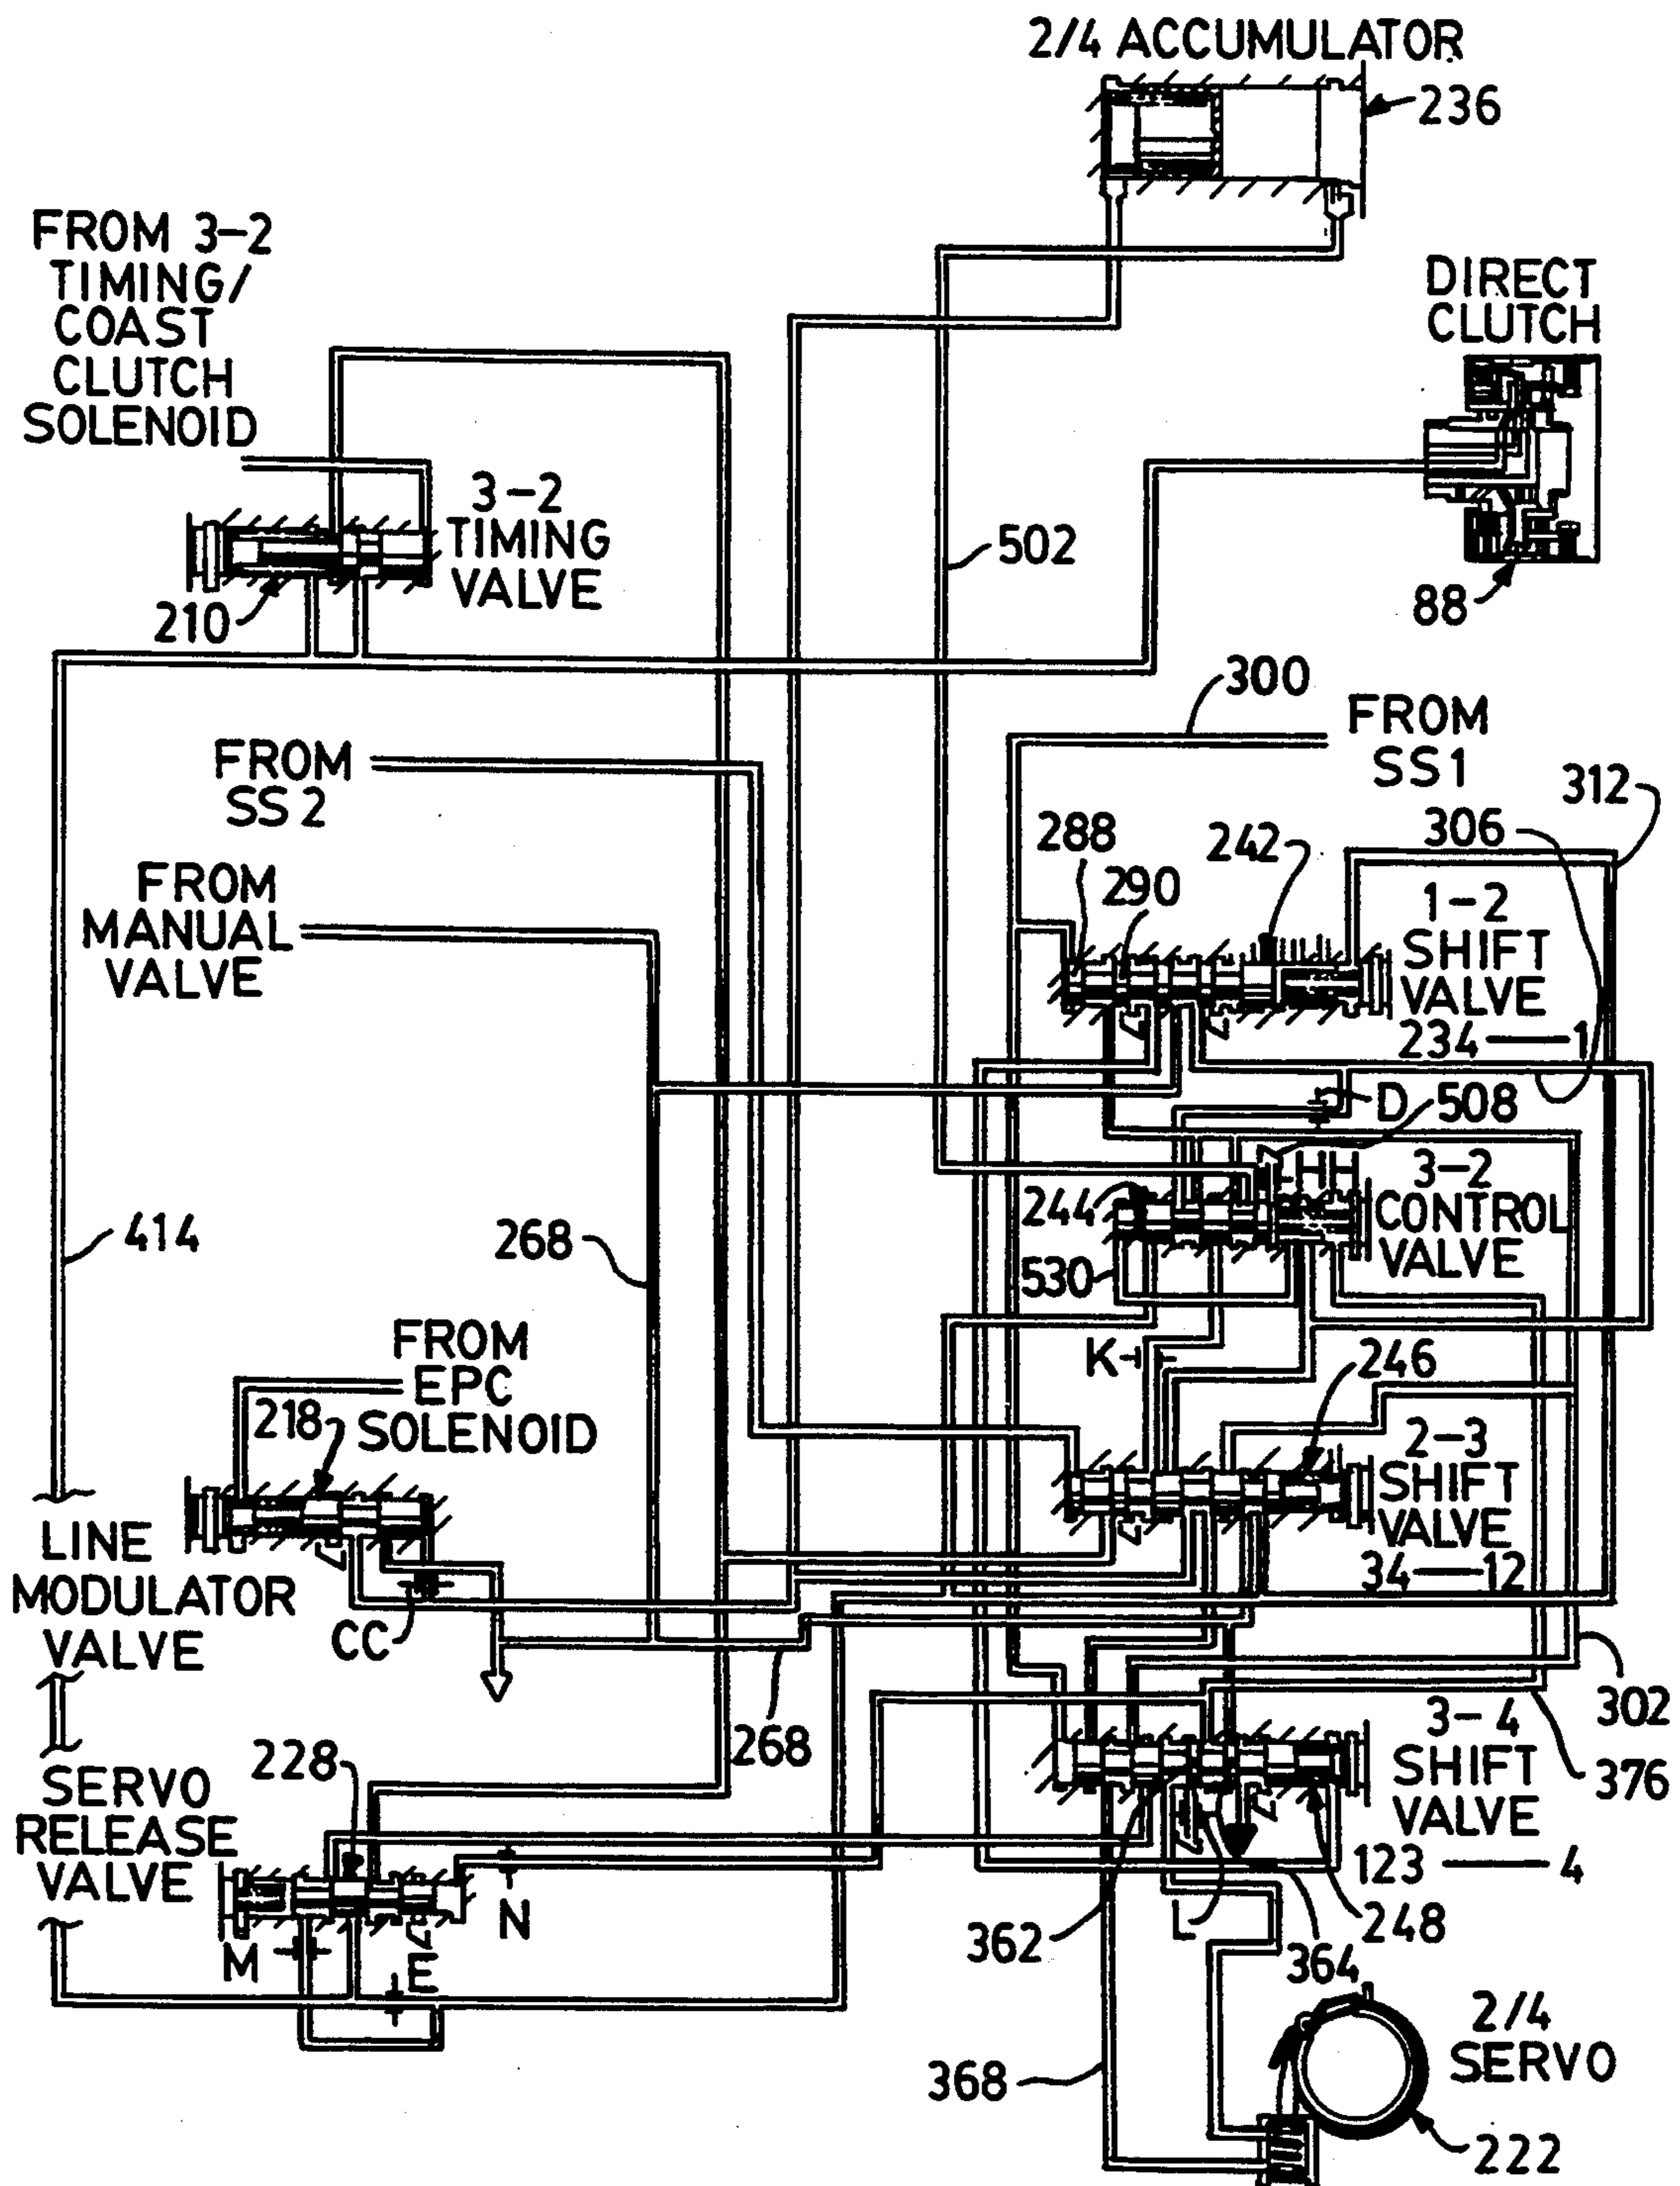 2/4 ACCUMULATOR
236
FROM 3-2
TIMING/
COAST
CLUTCH
SOLENOID
DIRECT
CLUTCH
3-2
TIMING
VALVE
502
210
88
300
FROM
SS1
FROM
SS2
312
306
288
242
290
FROM
MANUAL
VALVE
1-2
SHIFT
VALVE
234 — 1
D
508
3-2
CONTROL
VALVE
244
414
268
530
FROM
EPC
SOLENOID
K
246
218
2-3
SHIFT
VALVE
34 — 12
LINE
MODULATOR
VALVE
CC
302
268
3-4
SHIFT
VALVE
376
228
SERVO
RELEASE
VALVE
123 — 4
N
M
E
362
L
248
364
2/4
SERVO
368
222